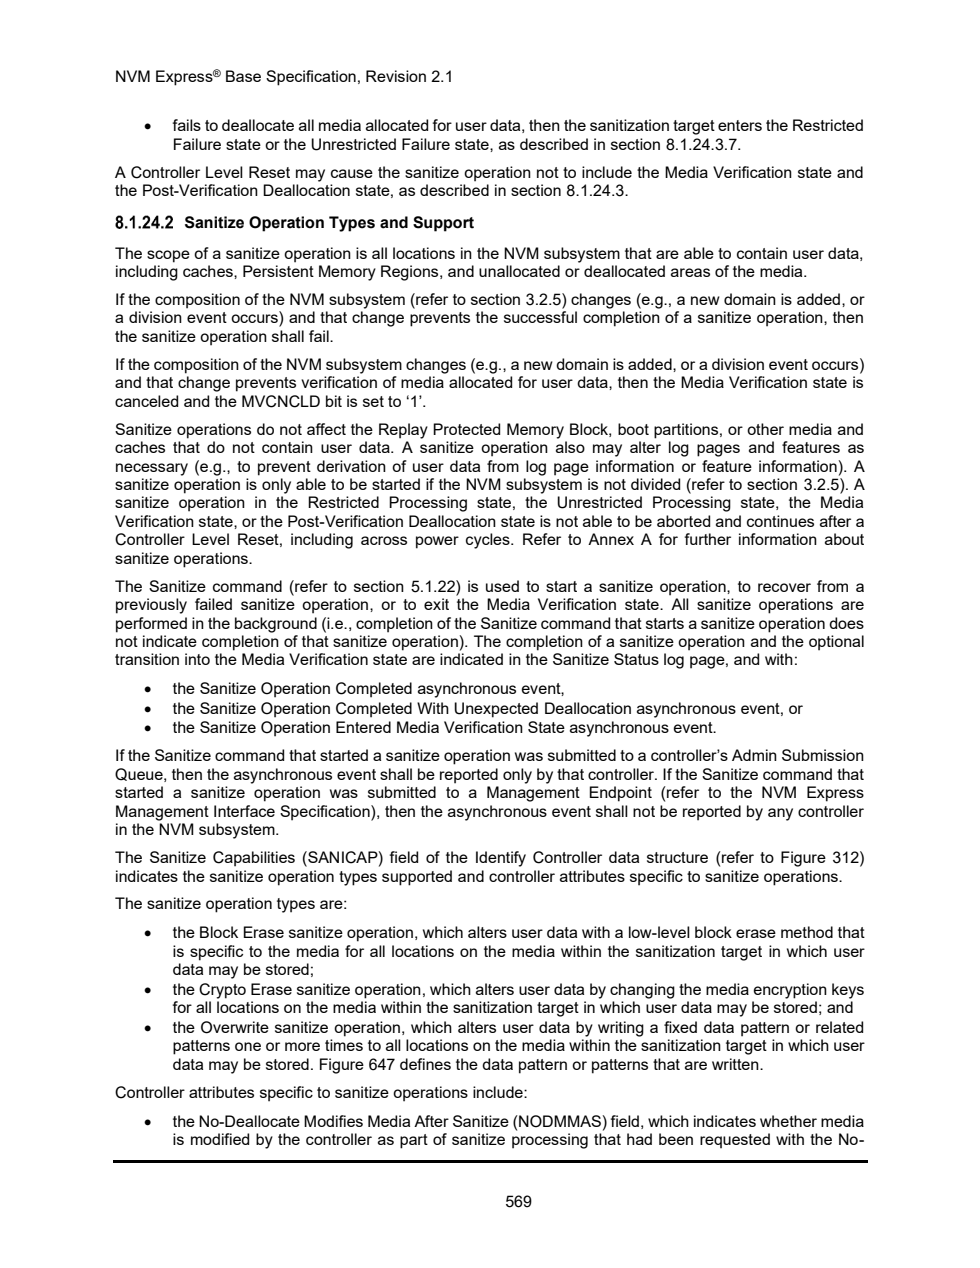 NVM Express® Base Specification, Revision 2.1
• fails to deallocate all media allocated for user data, then the sanitization target enters the Restricted
Failure state or the Unrestricted Failure state, as described in section 8.1.24.3.7.
A Controller Level Reset may cause the sanitize operation not to include the Media Verification state and
the Post-Verification Deallocation state, as described in section 8.1.24.3.
8.1.24.2 Sanitize Operation Types and Support
The scope of a sanitize operation is all locations in the NVM subsystem that are able to contain user data,
including caches, Persistent Memory Regions, and unallocated or deallocated areas of the media.
If the composition of the NVM subsystem (refer to section 3.2.5) changes (e.g., a new domain is added, or
a division event occurs) and that change prevents the successful completion of a sanitize operation, then
the sanitize operation shall fail.
If the composition of the NVM subsystem changes (e.g., a new domain is added, or a division event occurs)
and that change prevents verification of media allocated for user data, then the Media Verification state is
canceled and the MVCNCLD bit is set to ‘1’.
Sanitize operations do not affect the Replay Protected Memory Block, boot partitions, or other media and
caches that do not contain user data. A sanitize operation also may alter log pages and features as
necessary (e.g., to prevent derivation of user data from log page information or feature information). A
sanitize operation is only able to be started if the NVM subsystem is not divided (refer to section 3.2.5). A
sanitize operation in the Restricted Processing state, the Unrestricted Processing state, the Media
Verification state, or the Post-Verification Deallocation state is not able to be aborted and continues after a
Controller Level Reset, including across power cycles. Refer to Annex A for further information about
sanitize operations.
The Sanitize command (refer to section 5.1.22) is used to start a sanitize operation, to recover from a
previously failed sanitize operation, or to exit the Media Verification state. All sanitize operations are
performed in the background (i.e., completion of the Sanitize command that starts a sanitize operation does
not indicate completion of that sanitize operation). The completion of a sanitize operation and the optional
transition into the Media Verification state are indicated in the Sanitize Status log page, and with:
• the Sanitize Operation Completed asynchronous event,
• the Sanitize Operation Completed With Unexpected Deallocation asynchronous event, or
• the Sanitize Operation Entered Media Verification State asynchronous event.
If the Sanitize command that started a sanitize operation was submitted to a controller’s Admin Submission
Queue, then the asynchronous event shall be reported only by that controller. If the Sanitize command that
started a sanitize operation was submitted to a Management Endpoint (refer to the NVM Express
Management Interface Specification), then the asynchronous event shall not be reported by any controller
in the NVM subsystem.
The Sanitize Capabilities (SANICAP) field of the Identify Controller data structure (refer to Figure 312)
indicates the sanitize operation types supported and controller attributes specific to sanitize operations.
The sanitize operation types are:
• the Block Erase sanitize operation, which alters user data with a low-level block erase method that
is specific to the media for all locations on the media within the sanitization target in which user
data may be stored;
• the Crypto Erase sanitize operation, which alters user data by changing the media encryption keys
for all locations on the media within the sanitization target in which user data may be stored; and
• the Overwrite sanitize operation, which alters user data by writing a fixed data pattern or related
patterns one or more times to all locations on the media within the sanitization target in which user
data may be stored. Figure 647 defines the data pattern or patterns that are written.
Controller attributes specific to sanitize operations include:
• the No-Deallocate Modifies Media After Sanitize (NODMMAS) field, which indicates whether media
is modified by the controller as part of sanitize processing that had been requested with the No-
569